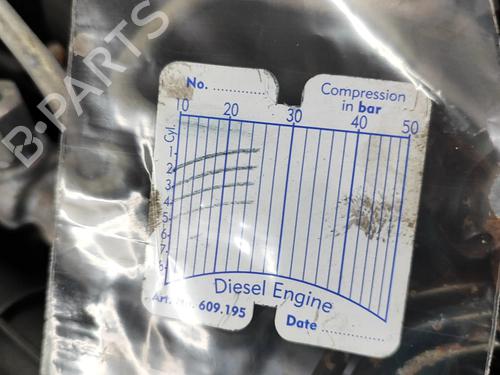 B-PARTS
No. ..............
Compression
in bar
10 20 30 40 50
Cyl.
1
2
3
4
5
6
7
8
Diesel Engine
609.195
Date ..................